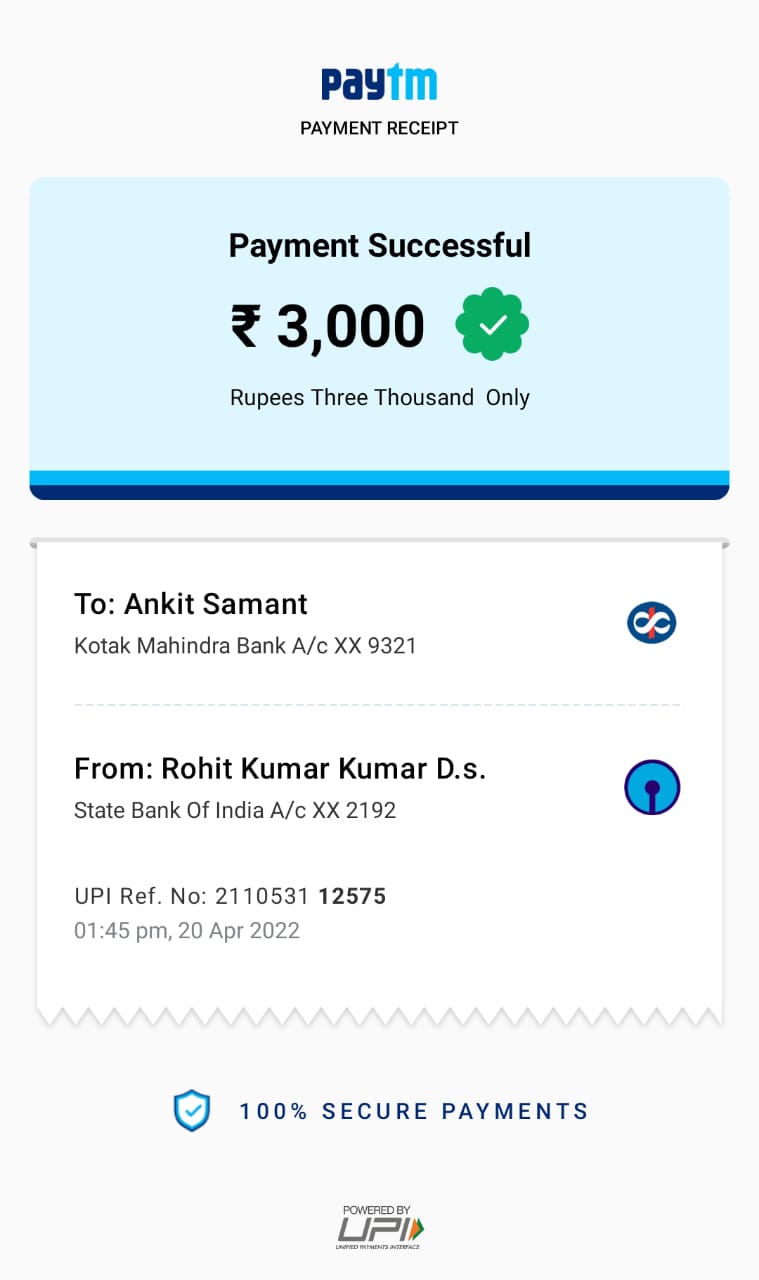 paytm
PAYMENT RECEIPT
Payment Successful
₹ 3,000
Rupees Three Thousand  Only
To: Ankit Samant
Kotak Mahindra Bank A/c XX 9321
From: Rohit Kumar Kumar D.s.
State Bank Of India A/c XX 2192
UPI Ref. No: 2110531 12575
01:45 pm, 20 Apr 2022
100% SECURE PAYMENTS
POWERED BY
UPI
UNIFIED PAYMENTS INTERFACE